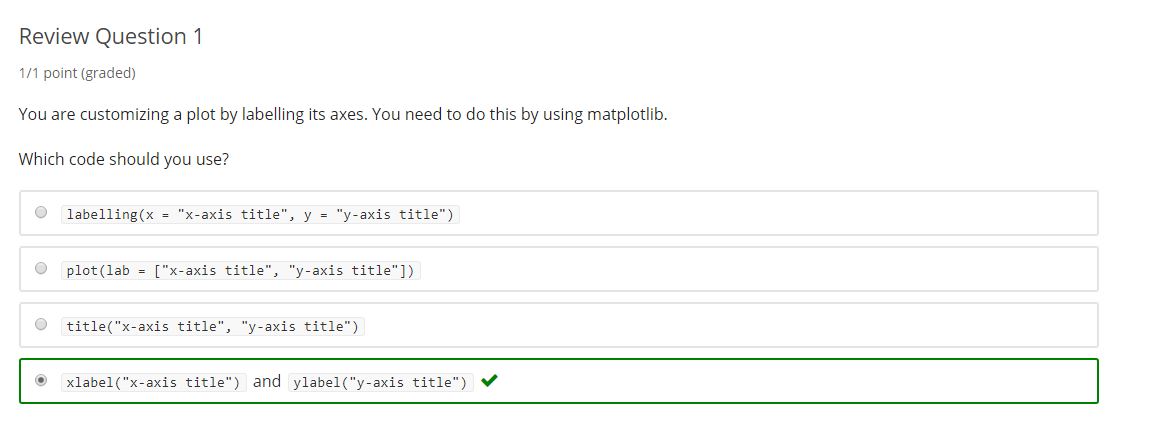 Review Question 1
1/1 point (graded)
You are customizing a plot by labelling its axes. You need to do this by using matplotlib.
Which code should you use?
labelling(x = "x-axis title", y = "y-axis title")
plot(lab = ["x-axis title", "y-axis title"])
title("x-axis title", "y-axis title")
xlabel("x-axis title") and ylabel("y-axis title")